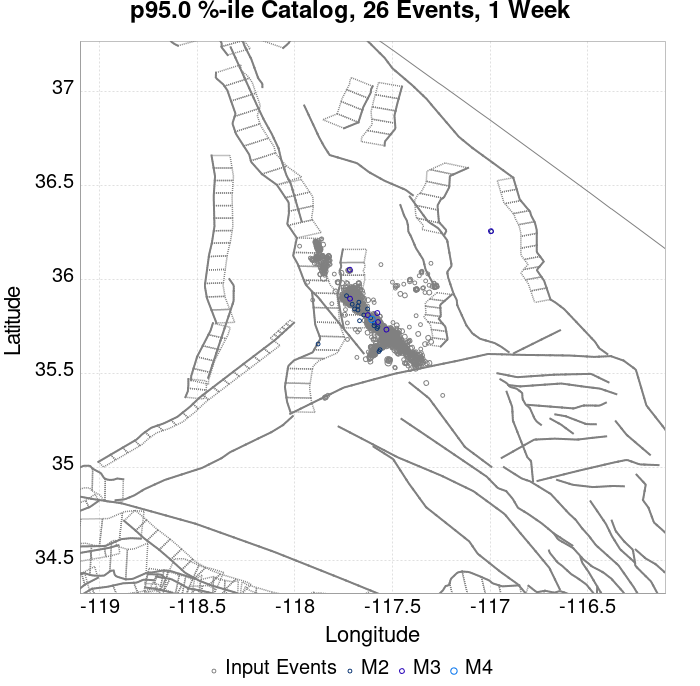 p95.0 %-ile Catalog, 26 Events, 1 Week
37
36.5
36
35.5
35
34.5
Latitude
-119 -118.5 -118 -117.5 -117 -116.5
Longitude
Input Events M2 M3 M4